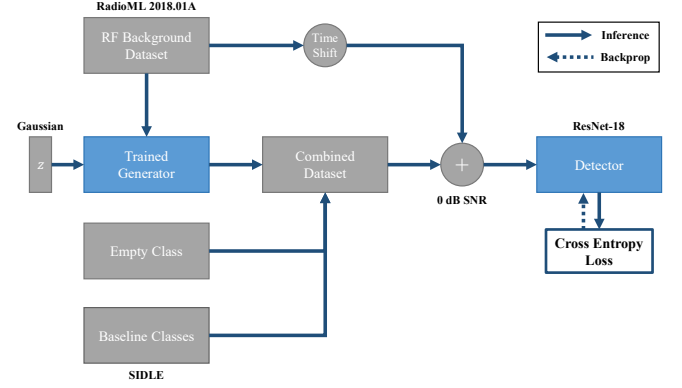 RadioML 2018.01A
RF Background
Dataset
Time
Shift
Inference
Backprop
Gaussian
z
Trained
Generator
Combined
Dataset
+
0 dB SNR
ResNet-18
Detector
Empty Class
Cross Entropy
Loss
Baseline Classes
SIDLE